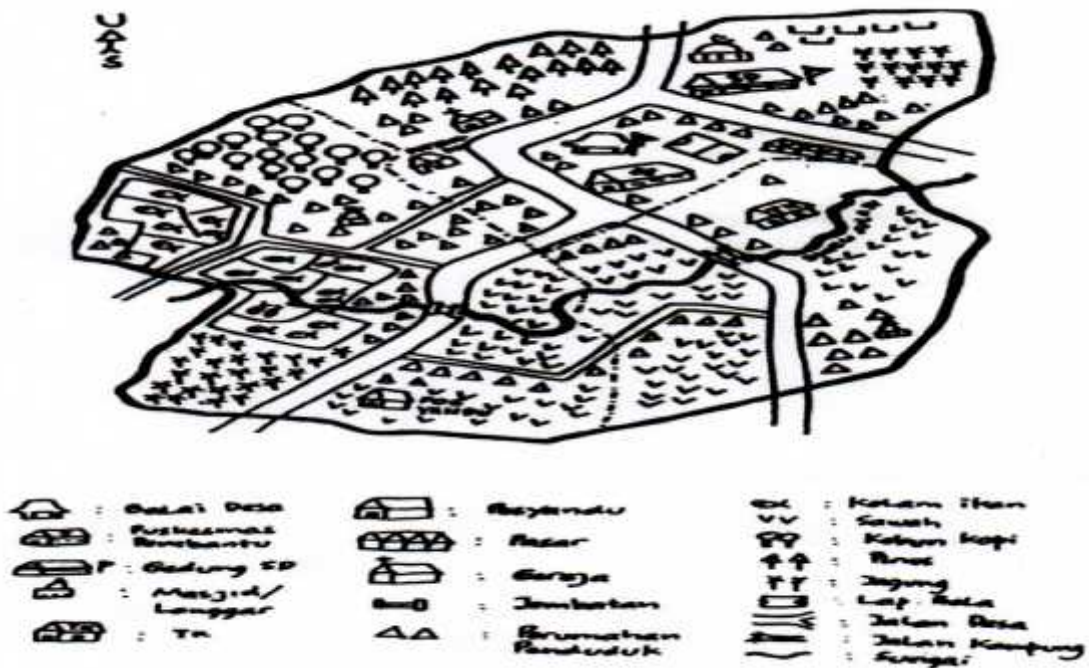 U
S
: Balai Desa
: Puskesmas
Pembantu
: Gedung SD
: Masjid/
Langgar
: TK
: Posyandu
: Pasar
: Gereja
: Jembatan
: Perumahan
Penduduk
: Kolam ikan
: Sawah
: Kebun Kopi
: Pinus
: Jagung
: Lap. Bola
: Jalan Desa
: Jalan Kampung
: Sungai